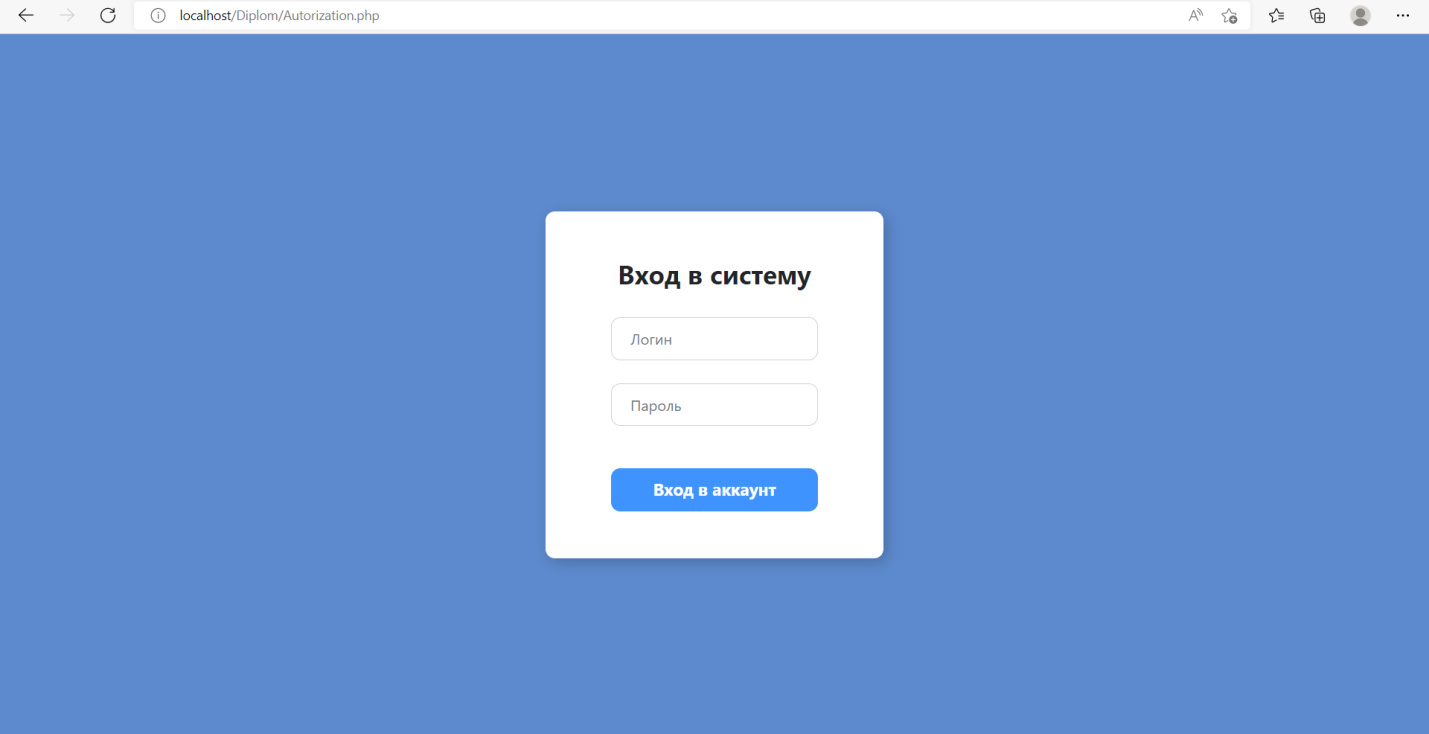 localhost/Diplom/Autorization.php
Вход в систему
Логин
Пароль
Вход в аккаунт